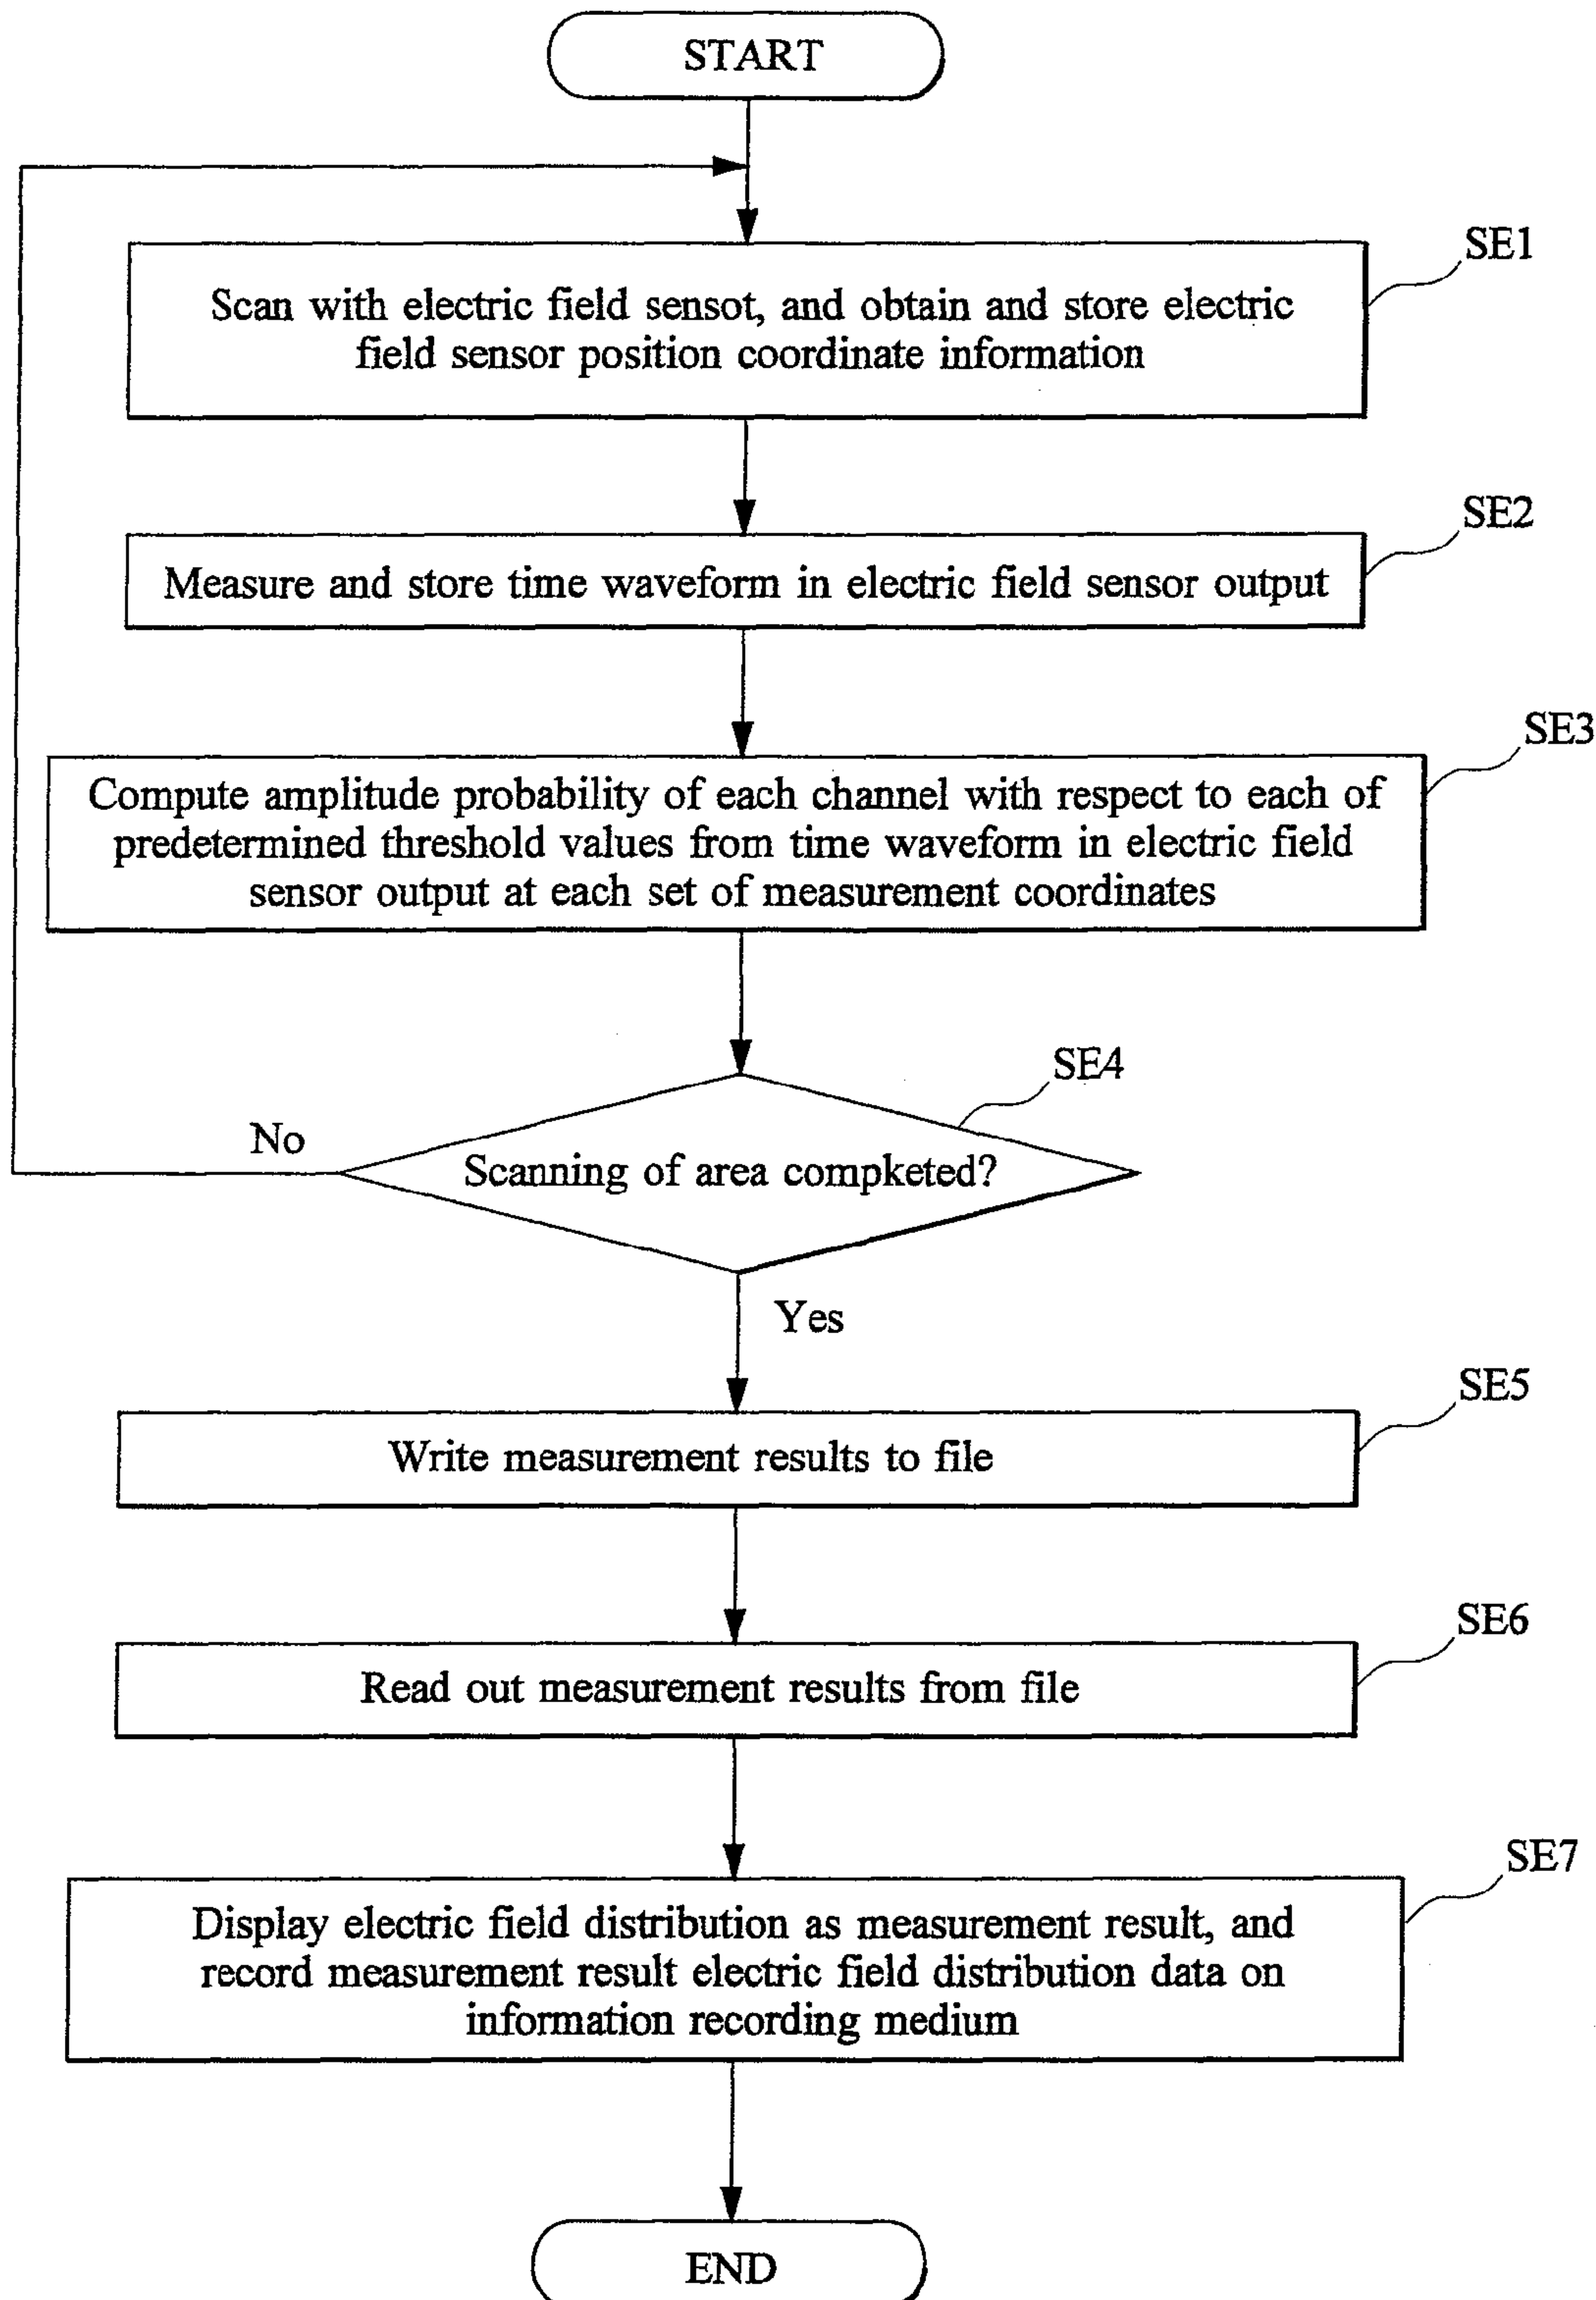 START
SE1
Scan with electric field sensot, and obtain and store electric
field sensor position coordinate information
SE2
Measure and store time waveform in electric field sensor output
SE3
Compute amplitude probability of each channel with respect to each of
predetermined threshold values from time waveform in electric field
sensor output at each set of measurement coordinates
SE4
No
Scanning of area compketed?
Yes
SE5
Write measurement results to file
SE6
Read out measurement results from file
SE7
Display electric field distribution as measurement result, and
record measurement result electric field distribution data on
information recording medium
END